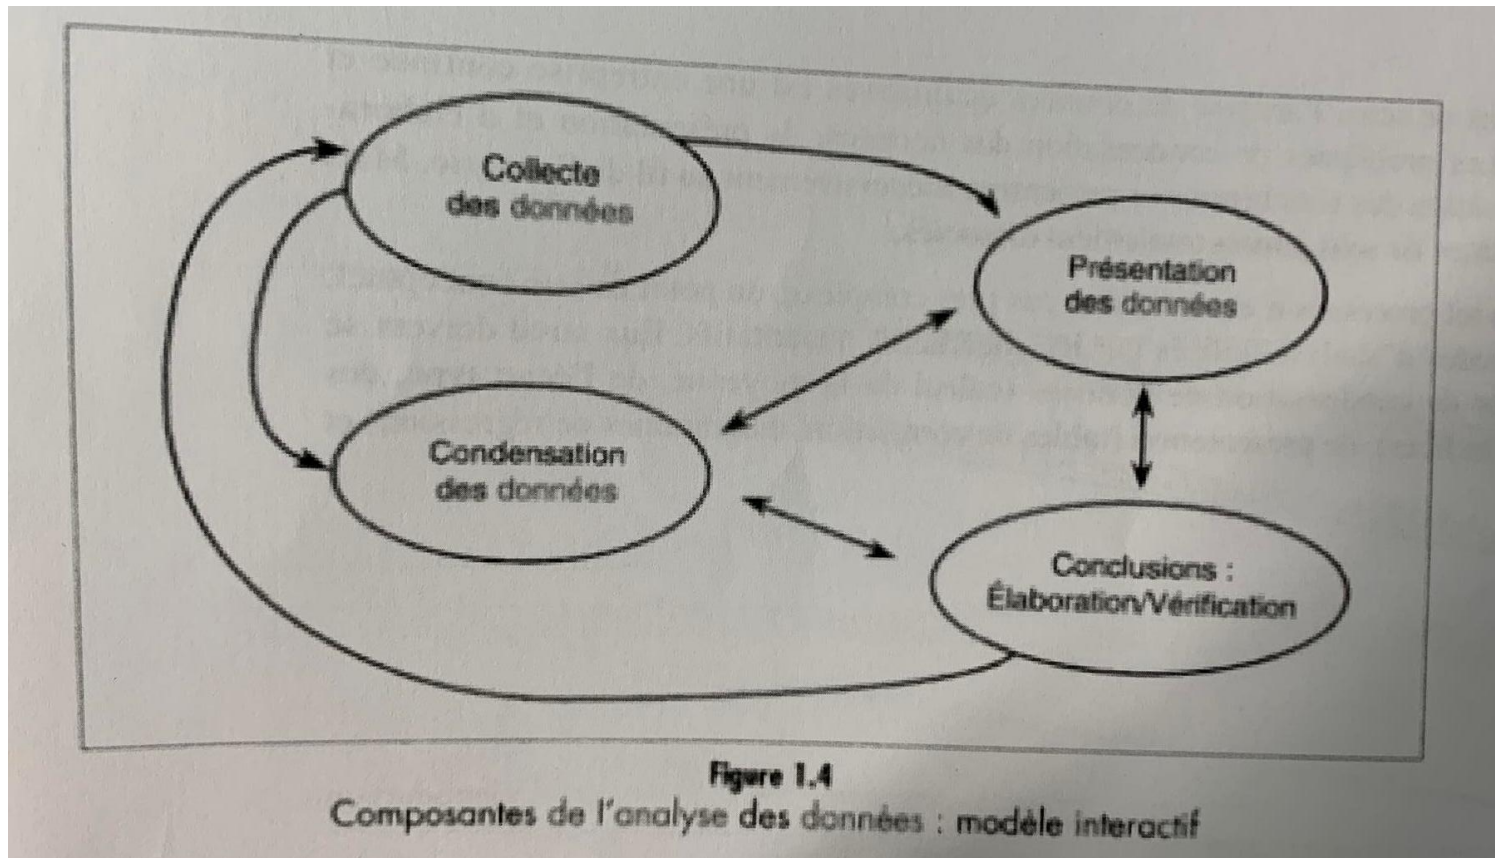 Collecte
des données
Présentation
des données
Condensation
des données
Conclusions :
Élaboration/Vérification
Figure 1.4
Composantes de l'analyse des données : modèle interactif